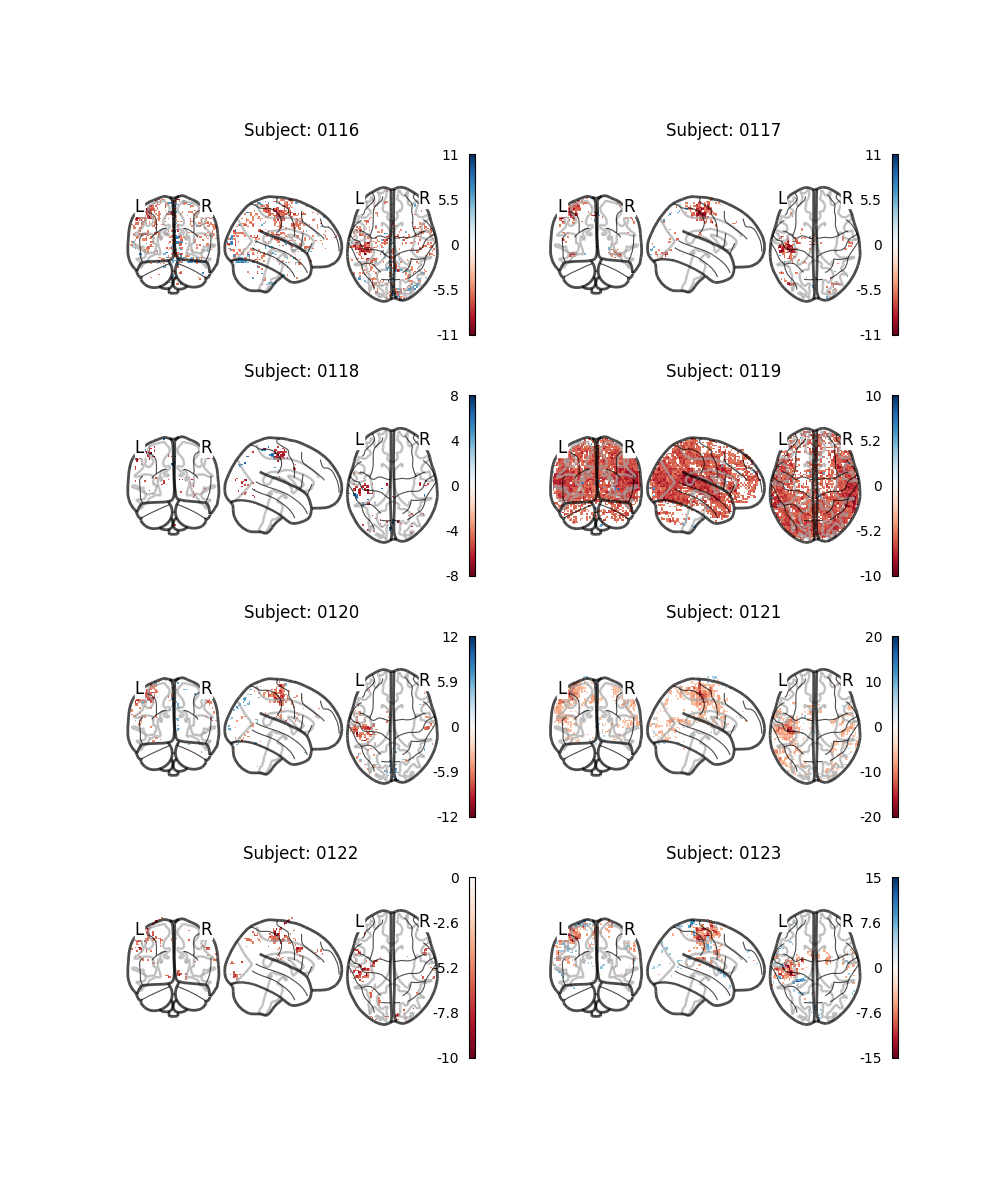 Subject: 0116
11
5.5
0
-5.5
-11
L R L R
Subject: 0117
11
5.5
0
-5.5
-11
L R L R
Subject: 0118
8
4
0
-4
-8
L R L R
Subject: 0119
10
5.2
0
-5.2
-10
L R L R
Subject: 0120
12
5.9
0
-5.9
-12
L R L R
Subject: 0121
20
10
0
-10
-20
L R L R
Subject: 0122
0
-2.6
-5.2
-7.8
-10
L R L R
Subject: 0123
15
7.6
0
-7.6
-15
L R L R